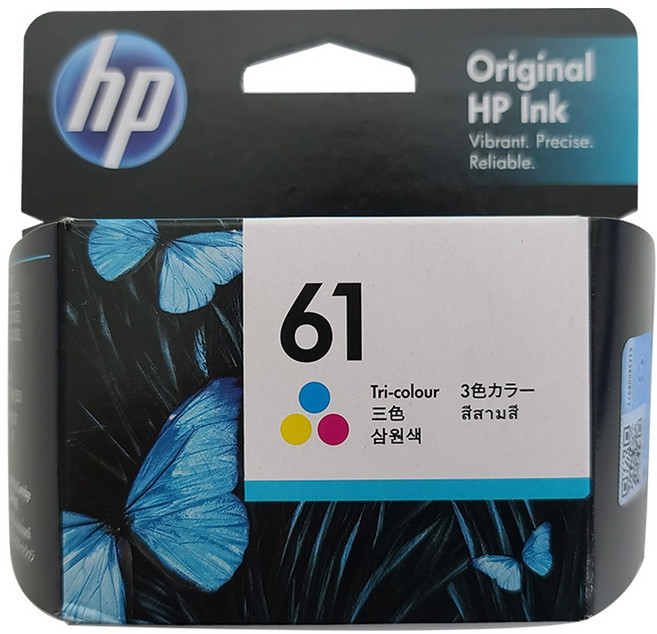 hp
Original
HP Ink
Vibrant. Precise.
Reliable.
61
Tri-colour 3色カラー
三色 สีสามสี
삼원색